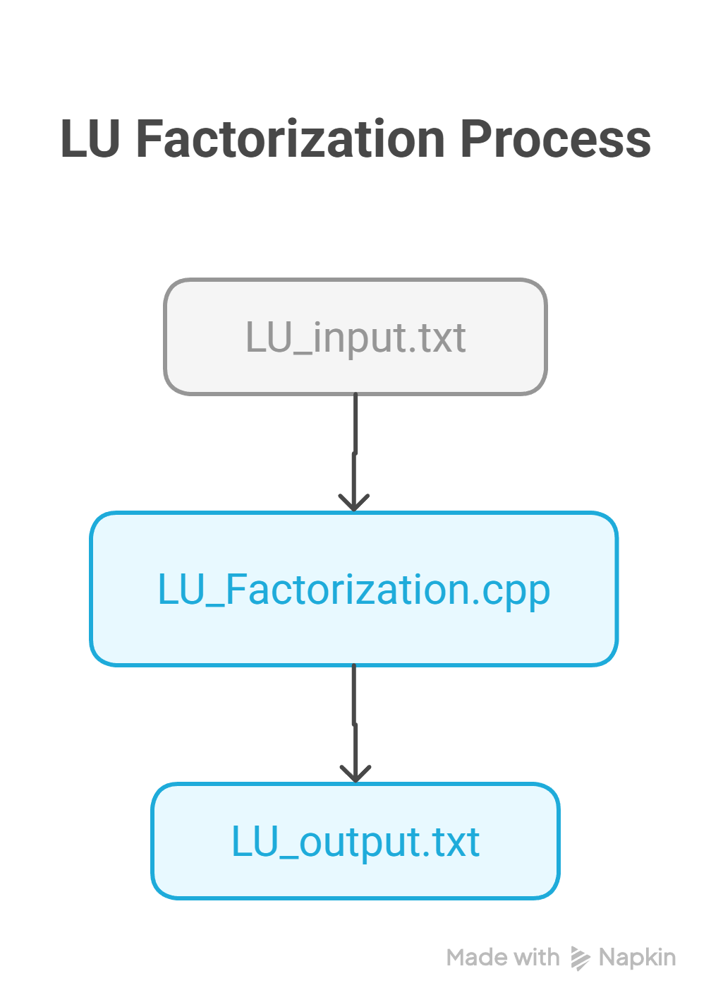 LU Factorization Process
LU_input.txt
LU_Factorization.cpp
LU_output.txt
Made with Napkin